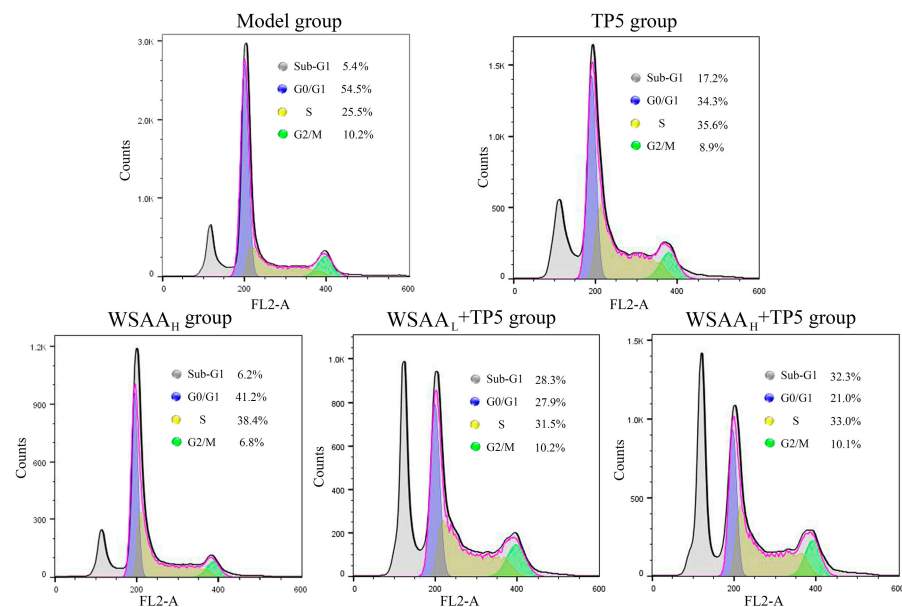 Model group
3.0K
2.0K
1.0K
0
Counts
Sub-G1 5.4%
G0/G1 54.5%
S 25.5%
G2/M 10.2%
0 200 400 600
FL2-A
TP5 group
1.5K
1.0K
500
0
Counts
Sub-G1 17.2%
G0/G1 34.3%
S 35.6%
G2/M 8.9%
0 200 400 600
FL2-A
WSAAH group
1.2K
900
600
300
0
Counts
Sub-G1 6.2%
G0/G1 41.2%
S 38.4%
G2/M 6.8%
0 200 400 600
FL2-A
WSAAL+TP5 group
1.0K
800
600
400
200
0
Counts
Sub-G1 28.3%
G0/G1 27.9%
S 31.5%
G2/M 10.2%
0 200 400 600
FL2-A
WSAAH+TP5 group
1.5K
1.0K
500
0
Counts
Sub-G1 32.3%
G0/G1 21.0%
S 33.0%
G2/M 10.1%
0 200 400 600
FL2-A